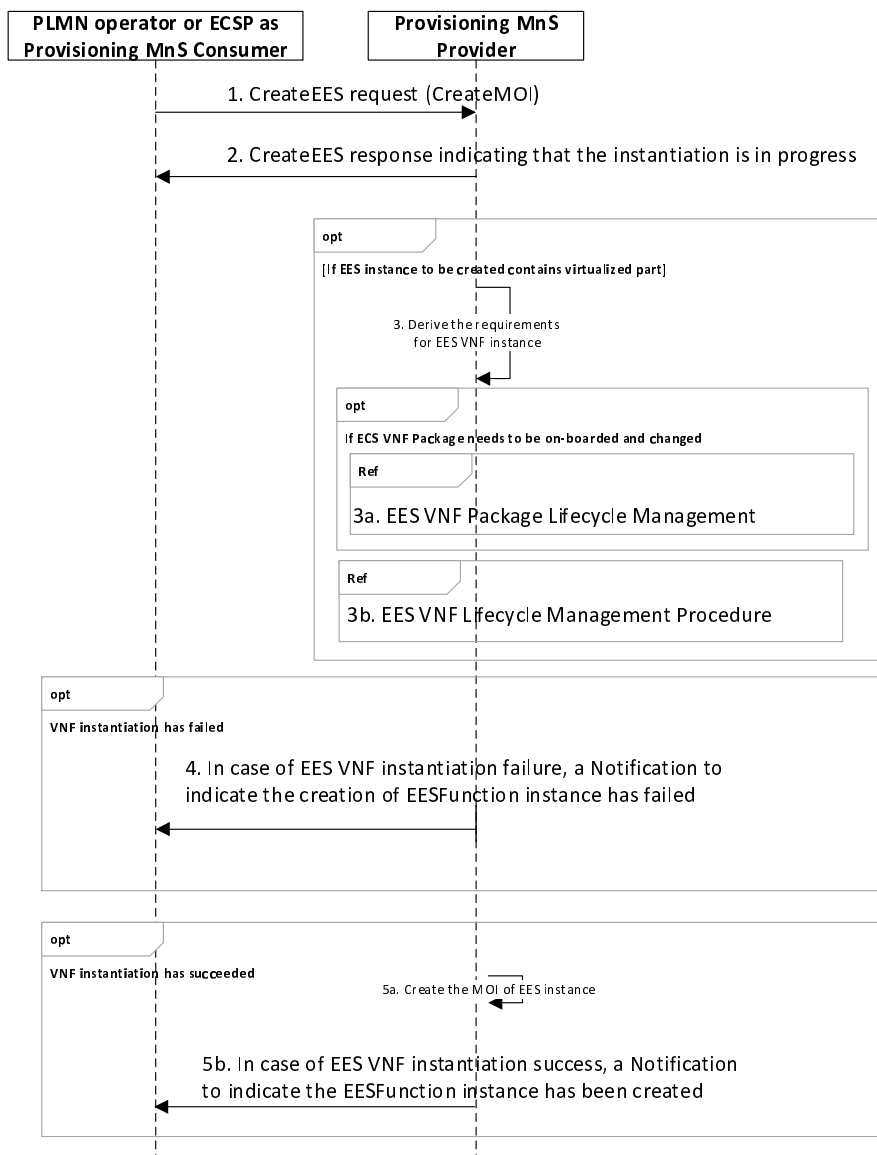 PLMN operator or ECSP as
Provisioning MnS Consumer
Provisioning MnS
Provider
1. CreateEES request (CreateMOI)
2. CreateEES response indicating that the instantiation is in progress
opt
[If EES instance to be created contains virtualized part]
3. Derive the requirements
for EES VNF instance
opt
If ECS VNF Package needs to be on-boarded and changed
Ref
3a. EES VNF Package Lifecycle Management
Ref
3b. EES VNF Lifecycle Management Procedure
opt
VNF instantiation has failed
4. In case of EES VNF instantiation failure, a Notification to
indicate the creation of EESFunction instance has failed
opt
VNF instantiation has succeeded
5a. Create the MOI of EES instance
5b. In case of EES VNF instantiation success, a Notification
to indicate the EESFunction instance has been created